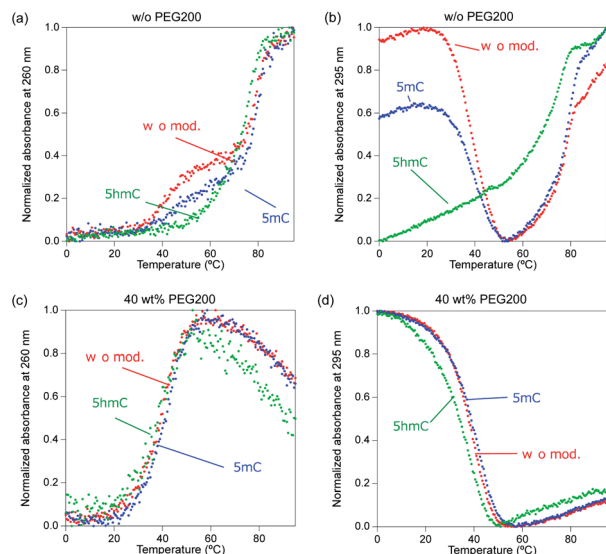 (a) w/o PEG200
Normalized absorbance at 260 nm
1.0
0.8
0.6
0.4
0.2
0.0
w o mod.
5hmC
5mC
0 20 40 60 80
Temperature (ºC)
(b) w/o PEG200
Normalized absorbance at 295 nm
1.0
0.8
0.6
0.4
0.2
0.0
w o mod.
5mC
5hmC
0 20 40 60 80
Temperature (ºC)
(c) 40 wt% PEG200
Normalized absorbance at 260 nm
1.0
0.8
0.6
0.4
0.2
0.0
w o mod.
5hmC
5mC
0 20 40 60 80
Temperature (ºC)
(d) 40 wt% PEG200
Normalized absorbance at 295 nm
1.0
0.8
0.6
0.4
0.2
0.0
5mC
5hmC
w o mod.
0 20 40 60 80
Temperature (ºC)